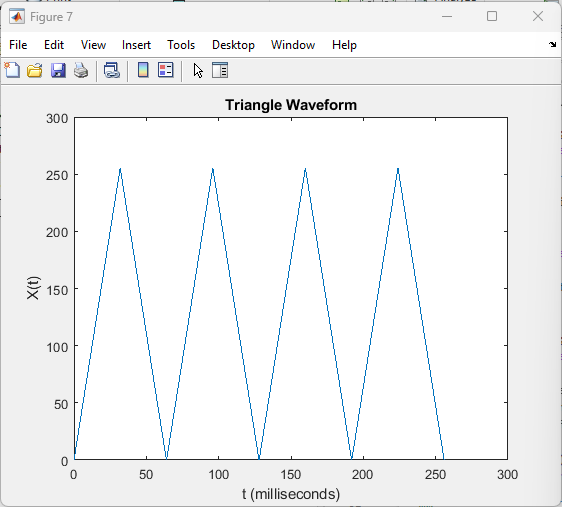 Figure 7
File Edit View Insert Tools Desktop Window Help
Triangle Waveform
300
250
200
150
100
50
0
X(t)
0 50 100 150 200 250 300
t (milliseconds)